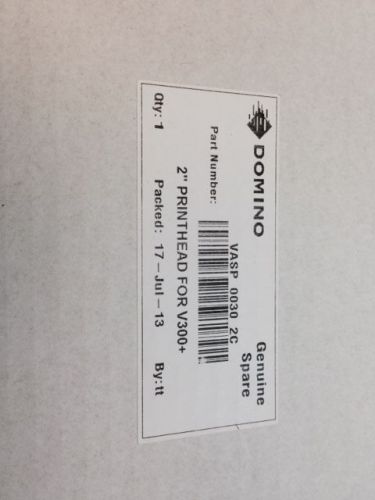 DOMINO
Genuine
Spare
Part Number:
VASP 0030 2C
2" PRINTHEAD FOR V300+
Qty: 1 Packed: 17-Jul-13 By:tt